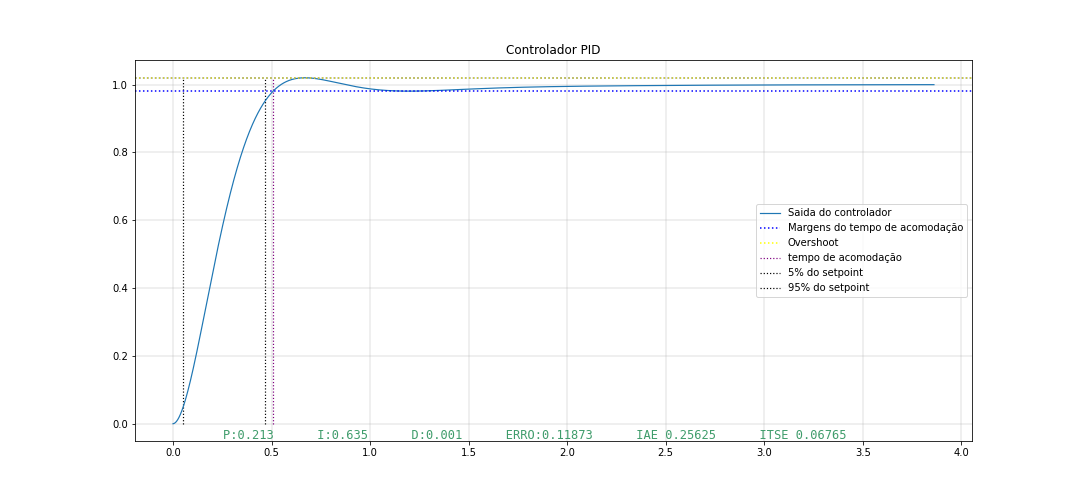 Controlador PID
1.0
0.8
0.6
0.4
0.2
0.0
Saida do controlador
Margens do tempo de acomodação
Overshoot
tempo de acomodação
5% do setpoint
95% do setpoint
P:0.213 I:0.635 D:0.001 ERRO:0.11873 IAE 0.25625 ITSE 0.06765
0.0 0.5 1.0 1.5 2.0 2.5 3.0 3.5 4.0